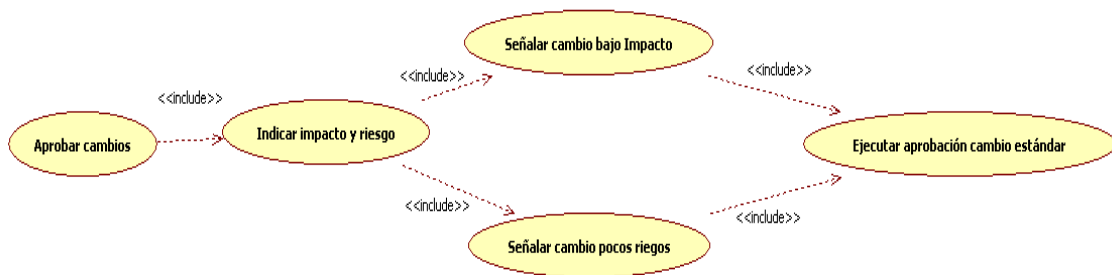 Señalar cambio bajo Impacto
<<include>>
<<include>>
<<include>>
Aprobar cambios
Indicar impacto y riesgo
Ejecutar aprobación cambio estándar
<<include>>
<<include>>
Señalar cambio pocos riegos